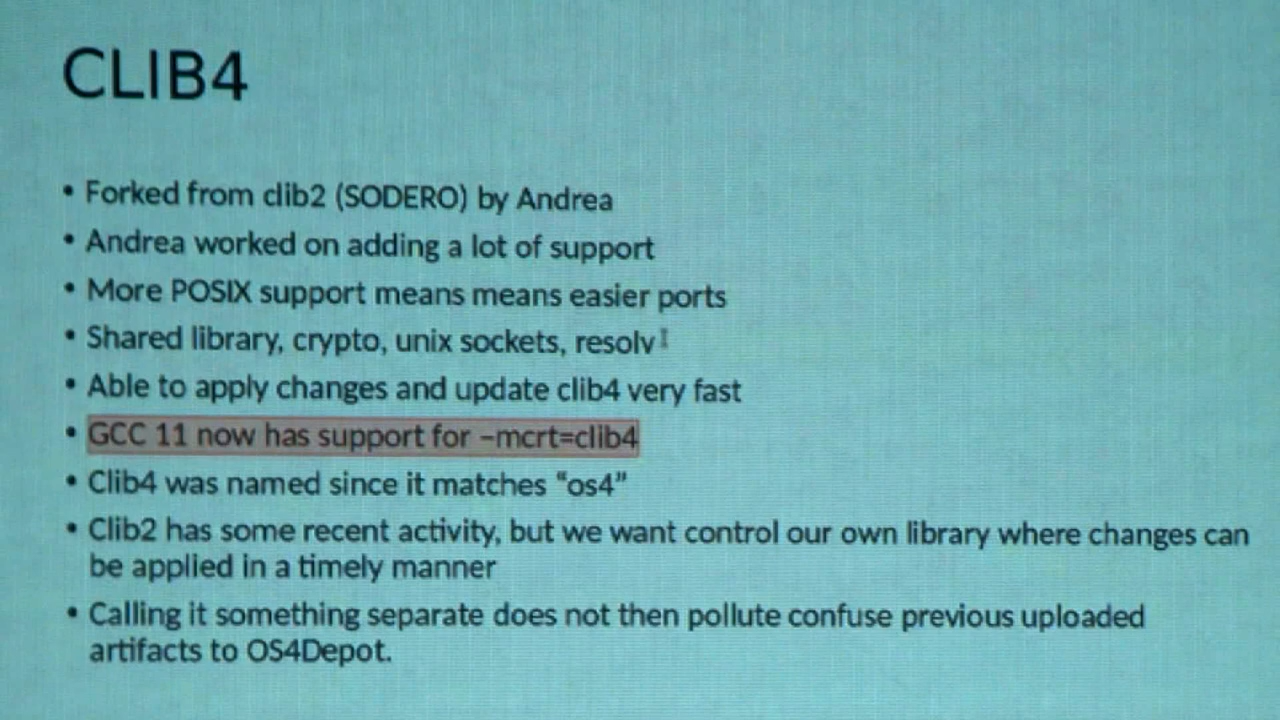 CLIB4
• Forked from clib2 (SODERO) by Andrea
• Andrea worked on adding a lot of support
• More POSIX support means means easier ports
• Shared library, crypto, unix sockets, resolv
• Able to apply changes and update clib4 very fast
• GCC 11 now has support for –mcrt=clib4
• Clib4 was named since it matches “os4”
• Clib2 has some recent activity, but we want control our own library where changes can
be applied in a timely manner
• Calling it something separate does not then pollute confuse previous uploaded
artifacts to OS4Depot.